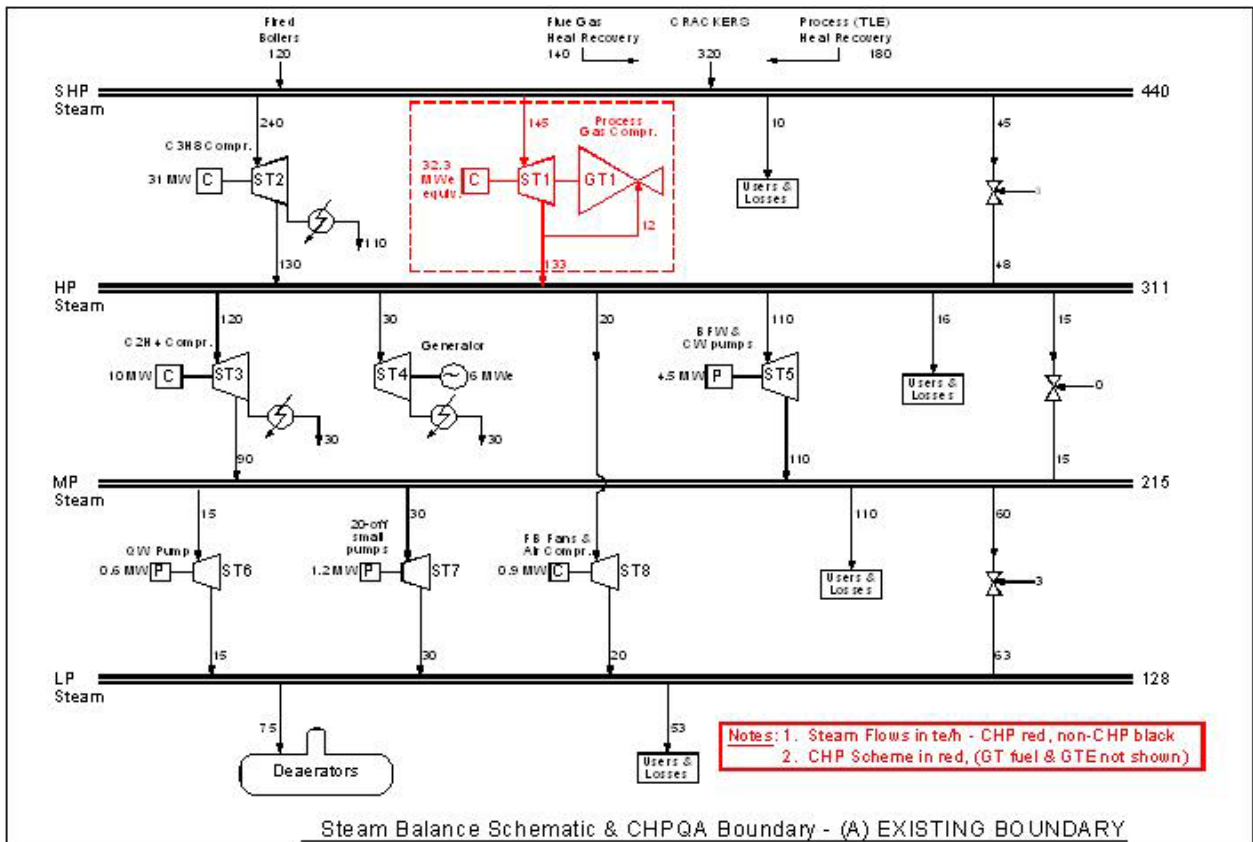 Fired
Boilers
120
Flue Gas
Heat Recovery
140
CRACKERS
320
Process (TLE)
Heat Recovery
180
SHP
Steam
440
240
C3H8 Compr.
31 MW
C
ST2
110
130
145
Process
Gas Compr.
32.3
MWe
equiv.
C
ST1
GT1
12
133
10
Users &
Losses
45
48
HP
Steam
311
120
C2H4 Compr.
10 MW
C
ST3
30
90
30
Generator
ST4
6 MWe
30
20
110
BFW &
CW pumps
4.5 MW
P
ST5
110
16
Users &
Losses
15
0
15
MP
Steam
215
15
QW Pump
0.6 MW
P
ST6
15
30
20-off
small
pumps
1.2 MW
P
ST7
30
FB Fans &
Air Compr.
0.9 MW
C
ST8
20
110
Users &
Losses
60
3
63
LP
Steam
128
75
Deaerators
53
Users &
Losses
Notes: 1. Steam Flows in te/h - CHP red, non-CHP black
2. CHP Scheme in red, (GT fuel & GTE not shown)
Steam Balance Schematic & CHPQA Boundary - (A) EXISTING BOUNDARY